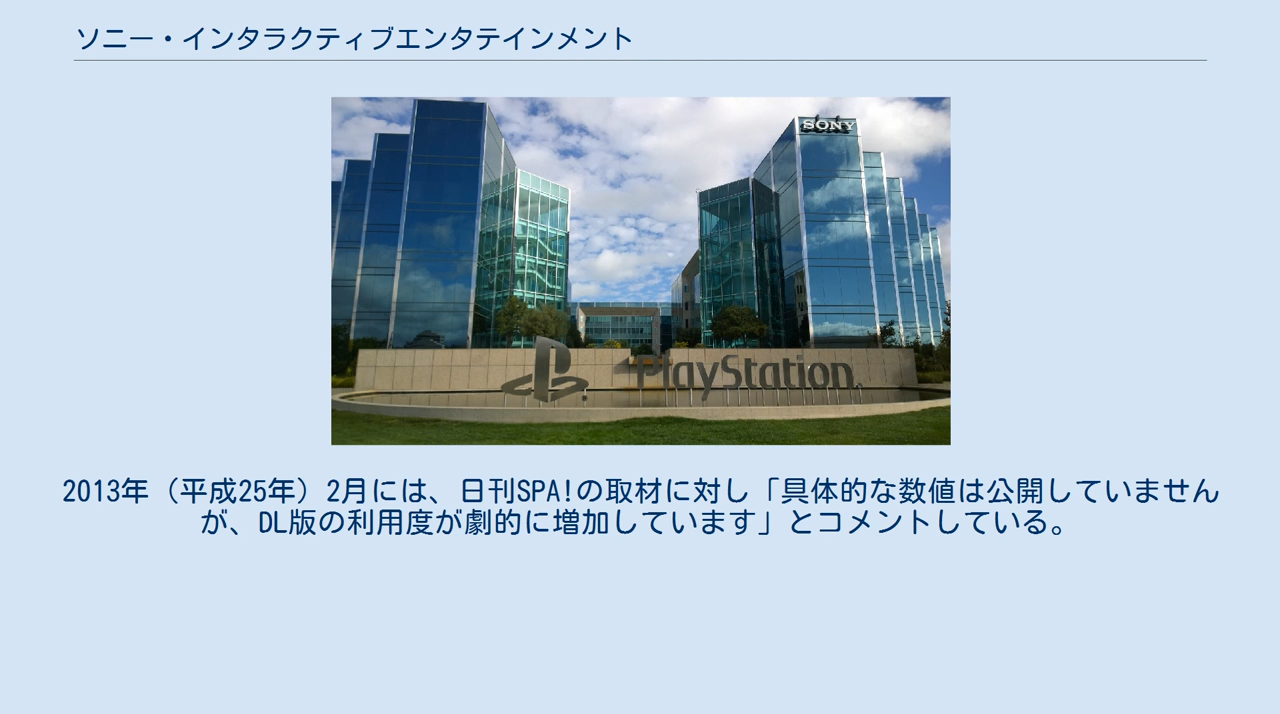 ソニー・インタラクティブエンタテインメント
SONY
PlayStation.
2013年（平成25年）2月には、日刊SPA!の取材に対し「具体的な数値は公開していません
が、DL版の利用度が劇的に増加しています」とコメントしている。